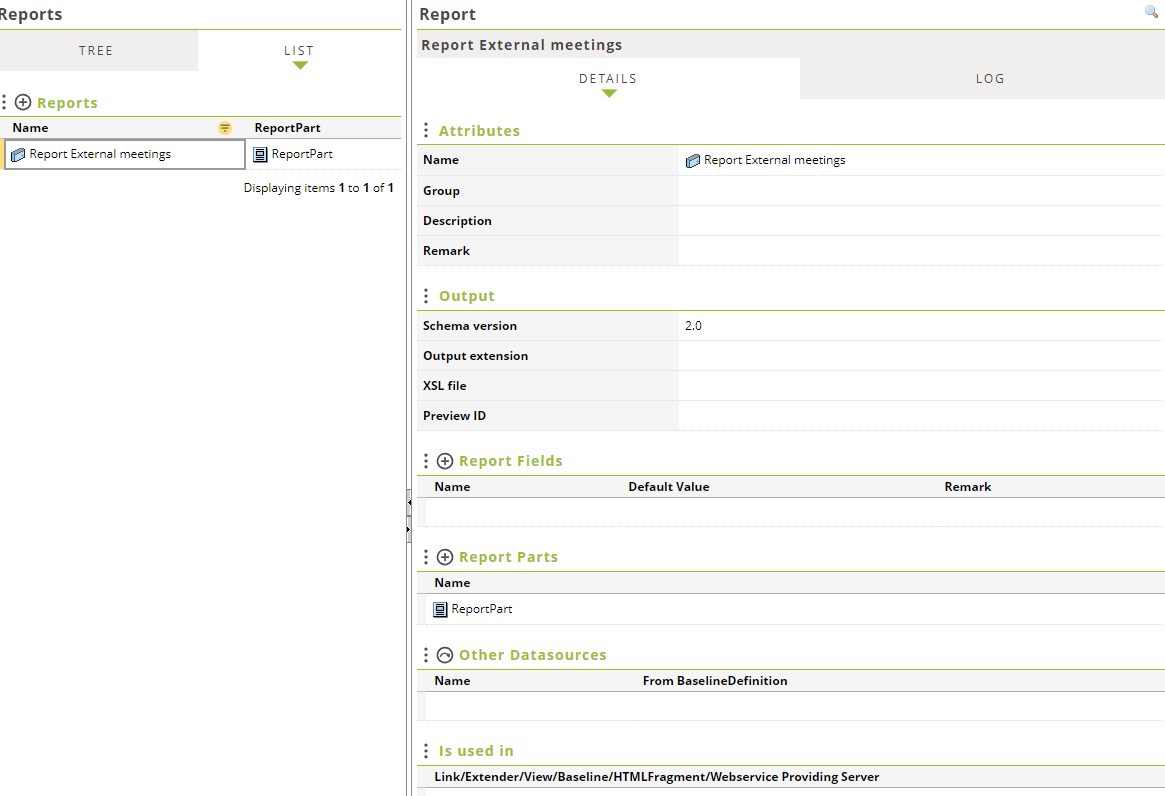 Reports
TREE
LIST
Reports
Name
ReportPart
Report External meetings
ReportPart
Displaying items 1 to 1 of 1
Report
Report External meetings
DETAILS
LOG
Attributes
Name
Report External meetings
Group
Description
Remark
Output
Schema version
2.0
Output extension
XSL file
Preview ID
Report Fields
Name
Default Value
Remark
Report Parts
Name
ReportPart
Other Datasources
Name
From BaselineDefinition
Is used in
Link/Extender/View/Baseline/HTMLFragment/Webservice Providing Server